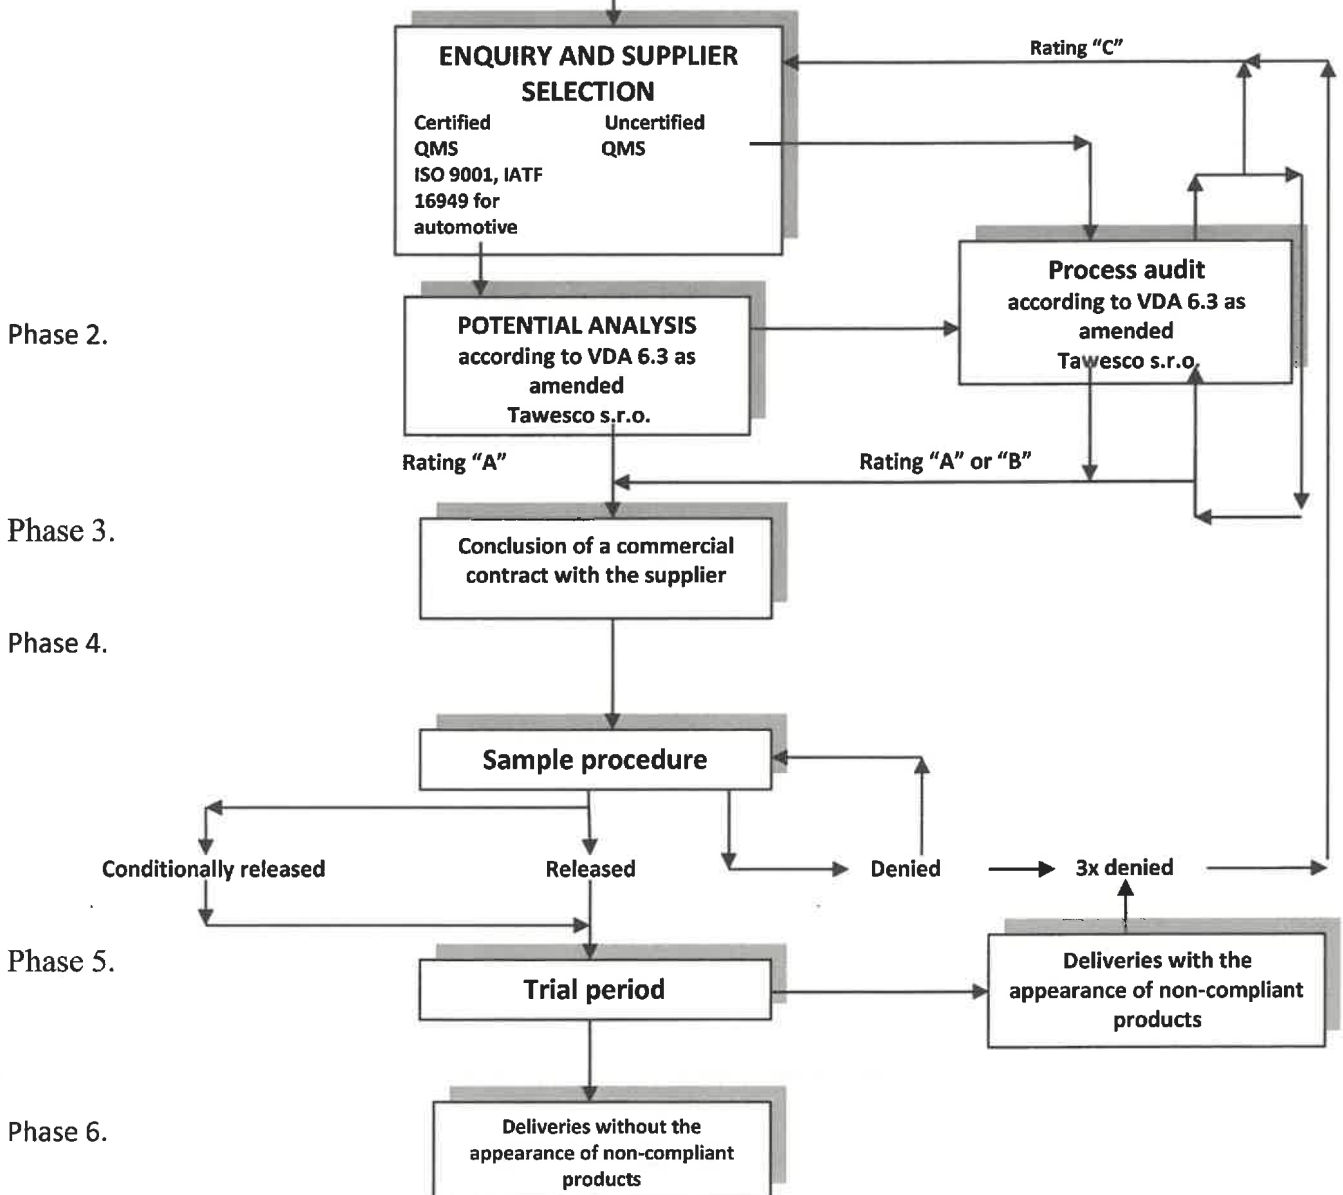 Rating “C”
ENQUIRY AND SUPPLIER
SELECTION
Certified Uncertified
QMS QMS
ISO 9001, IATF
16949 for
automotive
Process audit
according to VDA 6.3 as
amended
Tawesco s.r.o.
Phase 2.
POTENTIAL ANALYSIS
according to VDA 6.3 as
amended
Tawesco s.r.o.
Rating “A”
Rating “A” or “B”
Phase 3.
Conclusion of a commercial
contract with the supplier
Phase 4.
Sample procedure
Conditionally released
Released
Denied
3x denied
Phase 5.
Trial period
Deliveries with the
appearance of non-compliant
products
Phase 6.
Deliveries without the
appearance of non-compliant
products